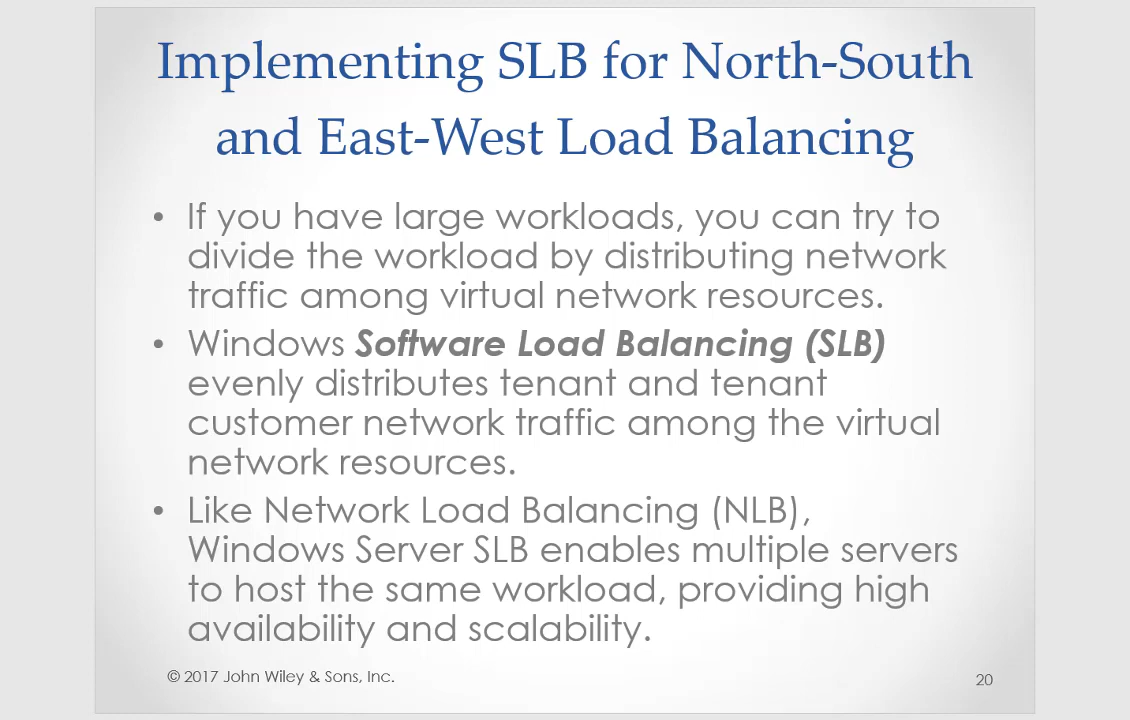 Implementing SLB for North-South
and East-West Load Balancing
• If you have large workloads, you can try to
divide the workload by distributing network
traffic among virtual network resources.
• Windows Software Load Balancing (SLB)
evenly distributes tenant and tenant
customer network traffic among the virtual
network resources.
• Like Network Load Balancing (NLB),
Windows Server SLB enables multiple servers
to host the same workload, providing high
availability and scalability.
© 2017 John Wiley & Sons, Inc.
20